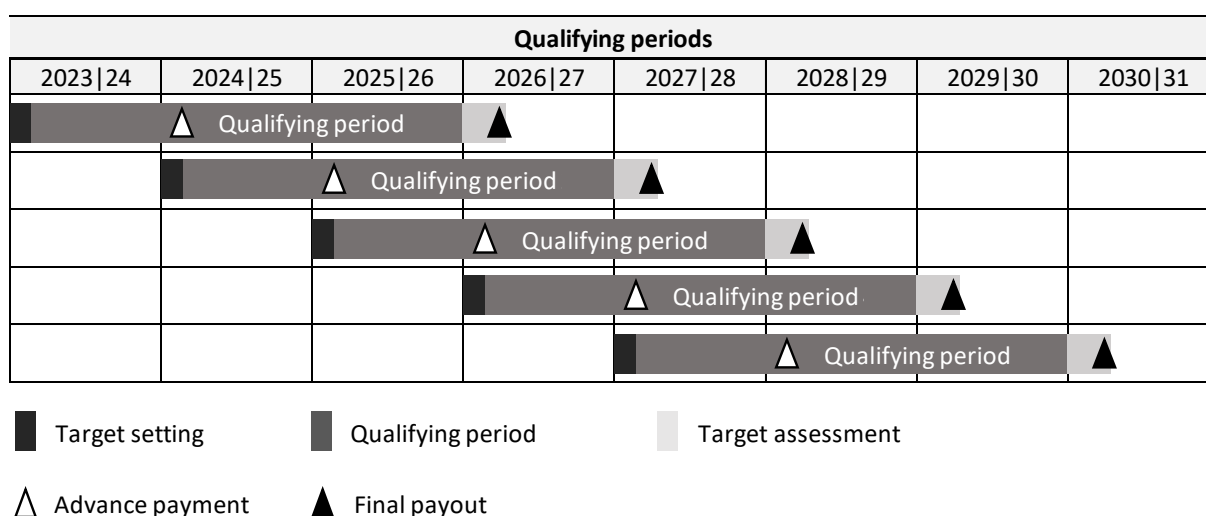 Qualifying periods
2023|24 2024|25 2025|26 2026|27 2027|28 2028|29 2029|30 2030|31
Qualifying period
Qualifying period
Qualifying period
Qualifying period
Qualifying period
Target setting Qualifying period Target assessment
Advance payment Final payout